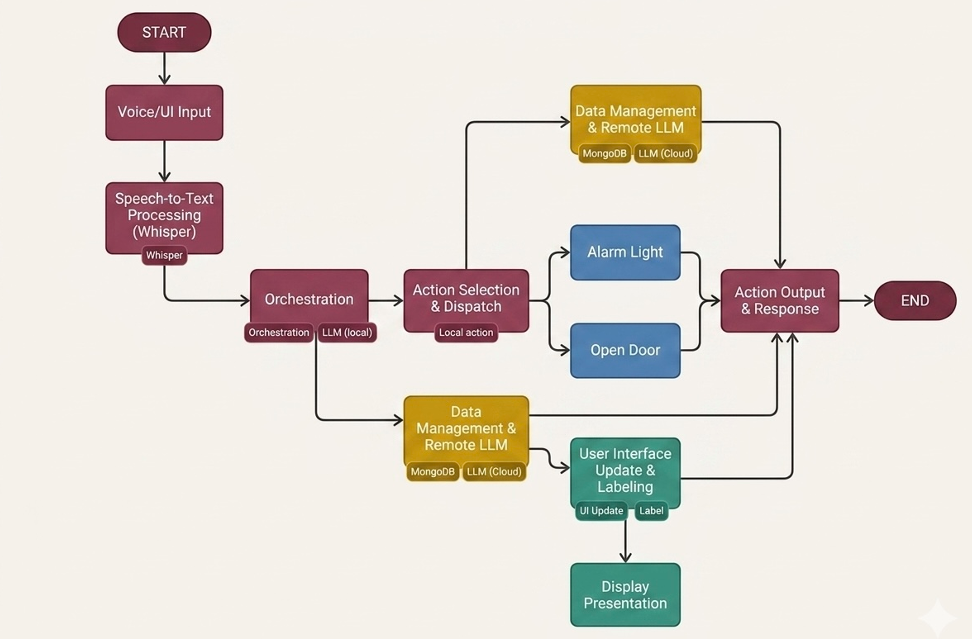 START
Voice/UI Input
Speech-to-Text
Processing
(Whisper)
Whisper
Orchestration
Orchestration
LLM (local)
Action Selection
& Dispatch
Local action
Data Management
& Remote LLM
MongoDB
LLM (Cloud)
Alarm Light
Open Door
Action Output
& Response
END
Data
Management &
Remote LLM
MongoDB
LLM (Cloud)
User Interface
Update &
Labeling
UI Update
Label
Display
Presentation